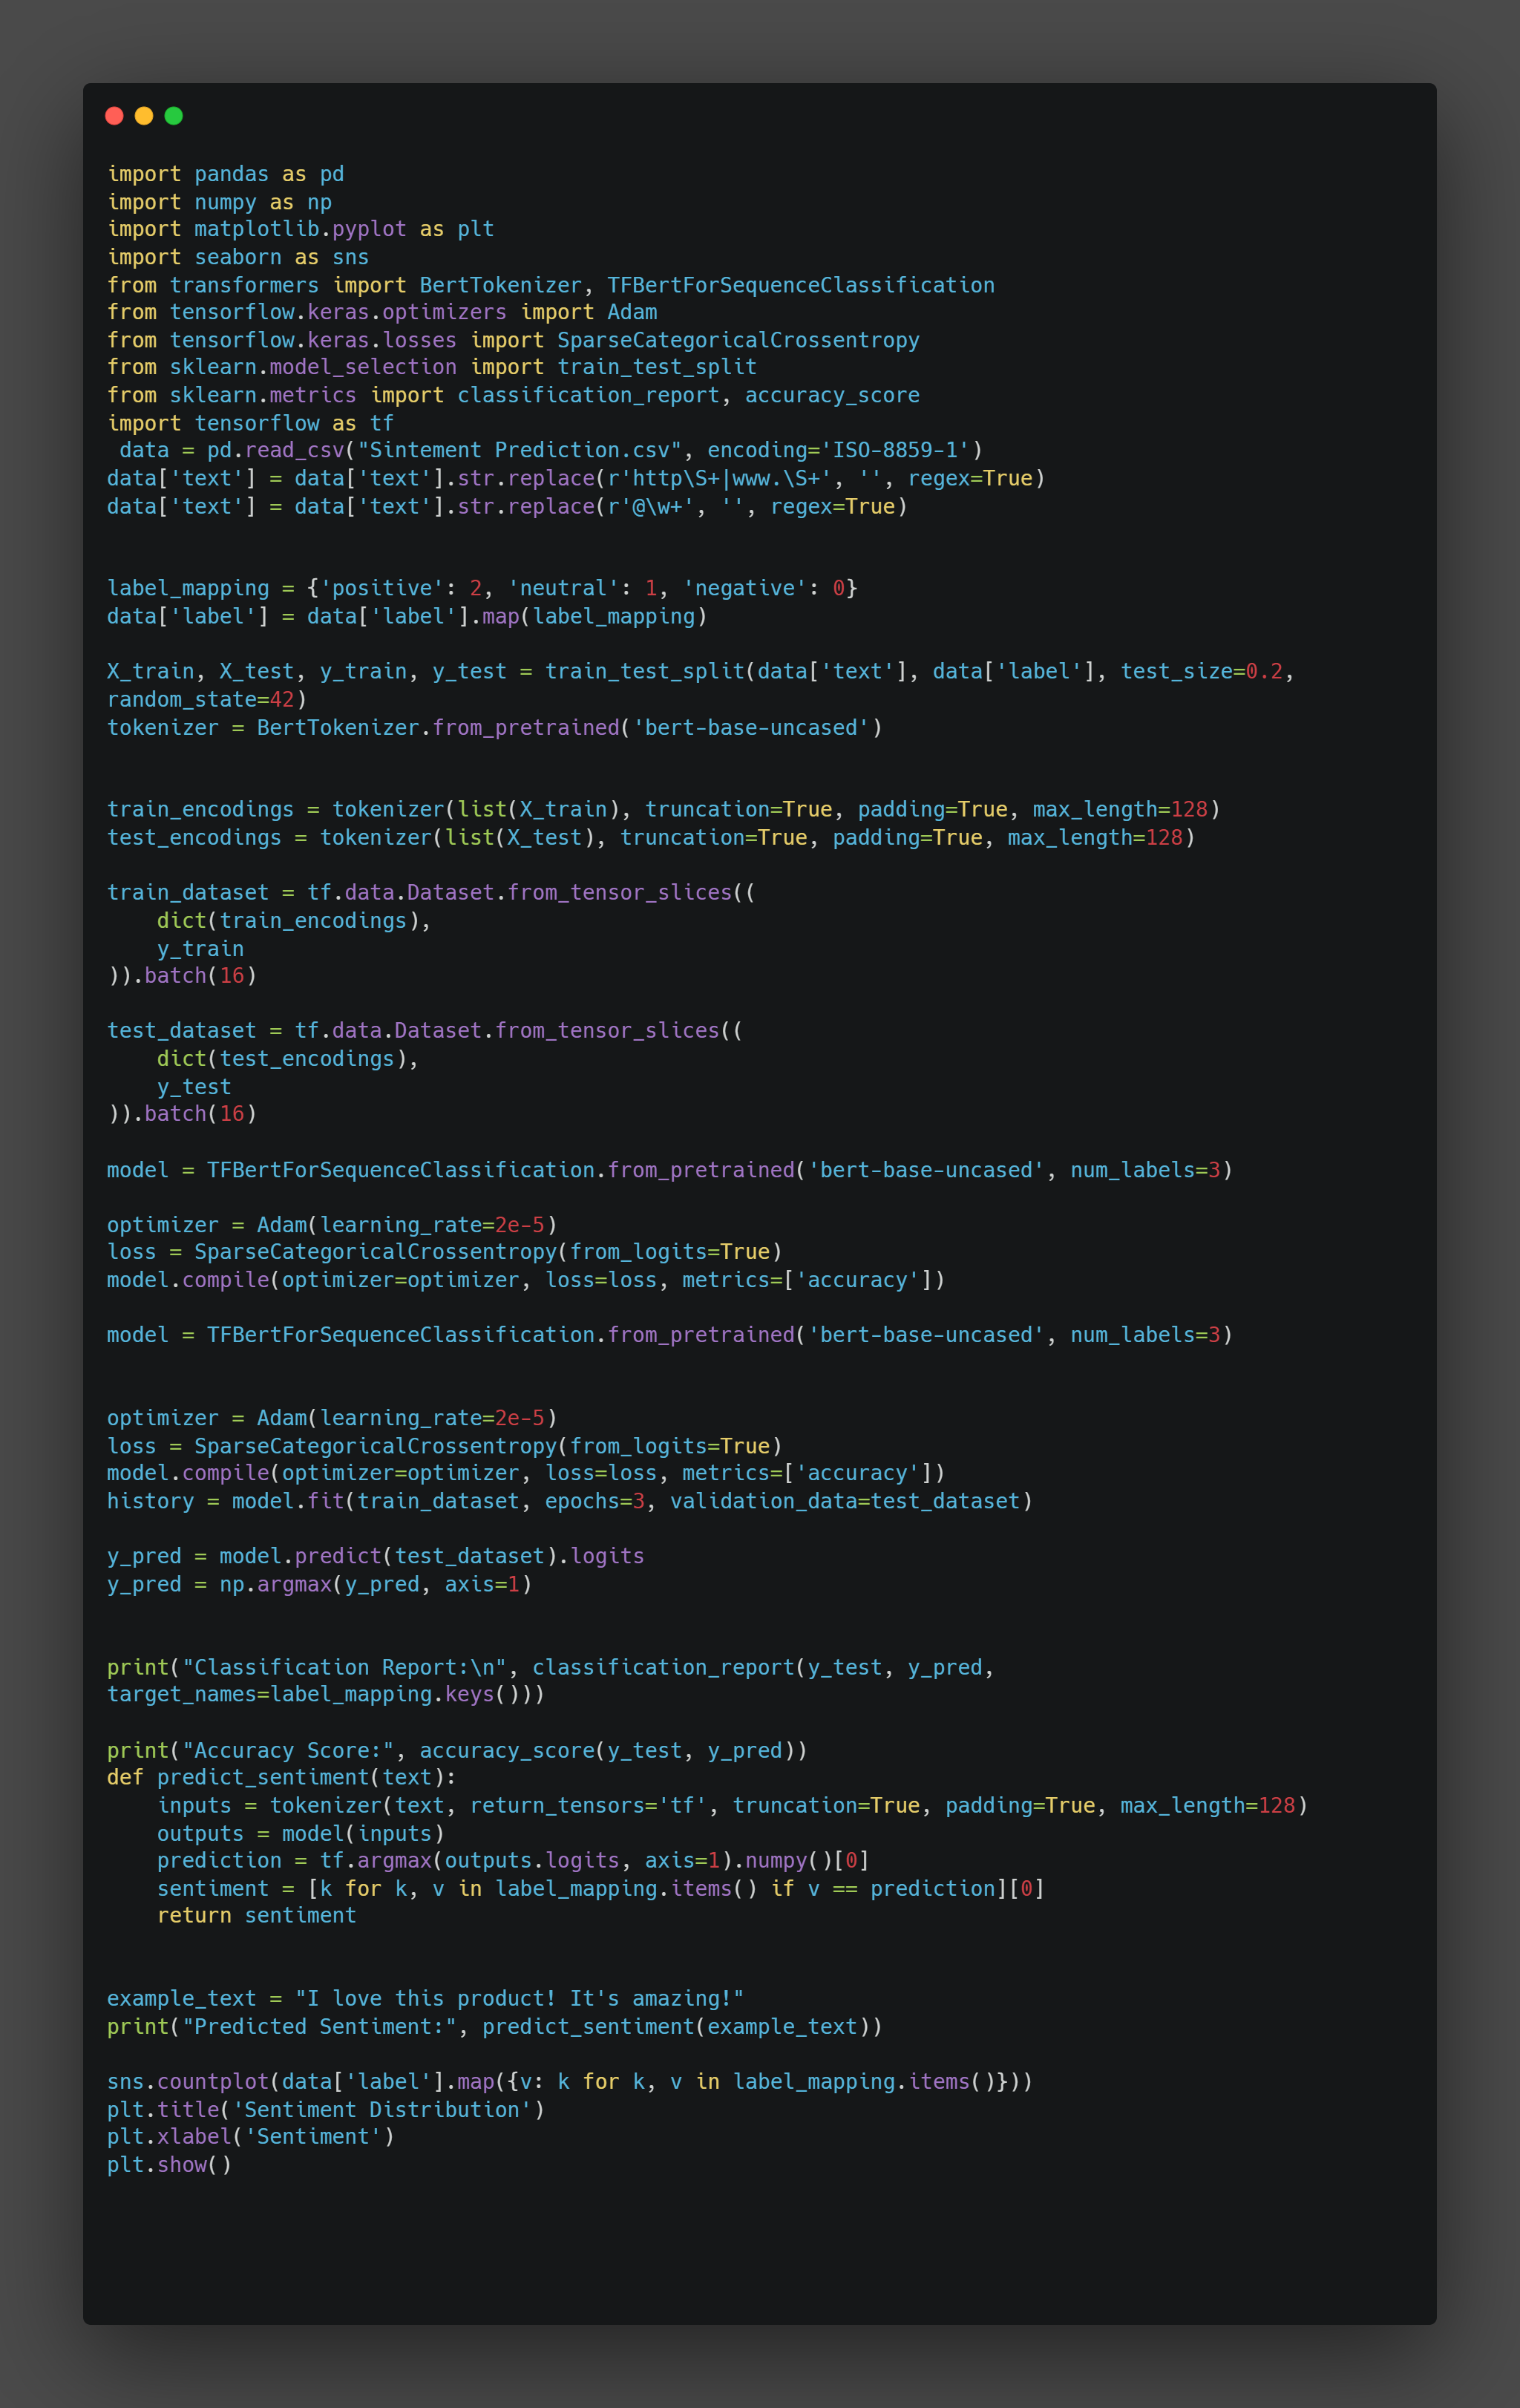 import pandas as pd
import numpy as np
import matplotlib.pyplot as plt
import seaborn as sns
from transformers import BertTokenizer, TFBertForSequenceClassification
from tensorflow.keras.optimizers import Adam
from tensorflow.keras.losses import SparseCategoricalCrossentropy
from sklearn.model_selection import train_test_split
from sklearn.metrics import classification_report, accuracy_score
import tensorflow as tf
 data = pd.read_csv("Sintement Prediction.csv", encoding='ISO-8859-1')
data['text'] = data['text'].str.replace(r'http\S+|www.\S+', '', regex=True)
data['text'] = data['text'].str.replace(r'@\w+', '', regex=True)


label_mapping = {'positive': 2, 'neutral': 1, 'negative': 0}
data['label'] = data['label'].map(label_mapping)

X_train, X_test, y_train, y_test = train_test_split(data['text'], data['label'], test_size=0.2,
random_state=42)
tokenizer = BertTokenizer.from_pretrained('bert-base-uncased')


train_encodings = tokenizer(list(X_train), truncation=True, padding=True, max_length=128)
test_encodings = tokenizer(list(X_test), truncation=True, padding=True, max_length=128)

train_dataset = tf.data.Dataset.from_tensor_slices((
    dict(train_encodings),
    y_train
)).batch(16)

test_dataset = tf.data.Dataset.from_tensor_slices((
    dict(test_encodings),
    y_test
)).batch(16)

model = TFBertForSequenceClassification.from_pretrained('bert-base-uncased', num_labels=3)

optimizer = Adam(learning_rate=2e-5)
loss = SparseCategoricalCrossentropy(from_logits=True)
model.compile(optimizer=optimizer, loss=loss, metrics=['accuracy'])

model = TFBertForSequenceClassification.from_pretrained('bert-base-uncased', num_labels=3)


optimizer = Adam(learning_rate=2e-5)
loss = SparseCategoricalCrossentropy(from_logits=True)
model.compile(optimizer=optimizer, loss=loss, metrics=['accuracy'])
history = model.fit(train_dataset, epochs=3, validation_data=test_dataset)

y_pred = model.predict(test_dataset).logits
y_pred = np.argmax(y_pred, axis=1)


print("Classification Report:\n", classification_report(y_test, y_pred,
target_names=label_mapping.keys()))

print("Accuracy Score:", accuracy_score(y_test, y_pred))
def predict_sentiment(text):
    inputs = tokenizer(text, return_tensors='tf', truncation=True, padding=True, max_length=128)
    outputs = model(inputs)
    prediction = tf.argmax(outputs.logits, axis=1).numpy()[0]
    sentiment = [k for k, v in label_mapping.items() if v == prediction][0]
    return sentiment


example_text = "I love this product! It's amazing!"
print("Predicted Sentiment:", predict_sentiment(example_text))

sns.countplot(data['label'].map({v: k for k, v in label_mapping.items()}))
plt.title('Sentiment Distribution')
plt.xlabel('Sentiment')
plt.show()